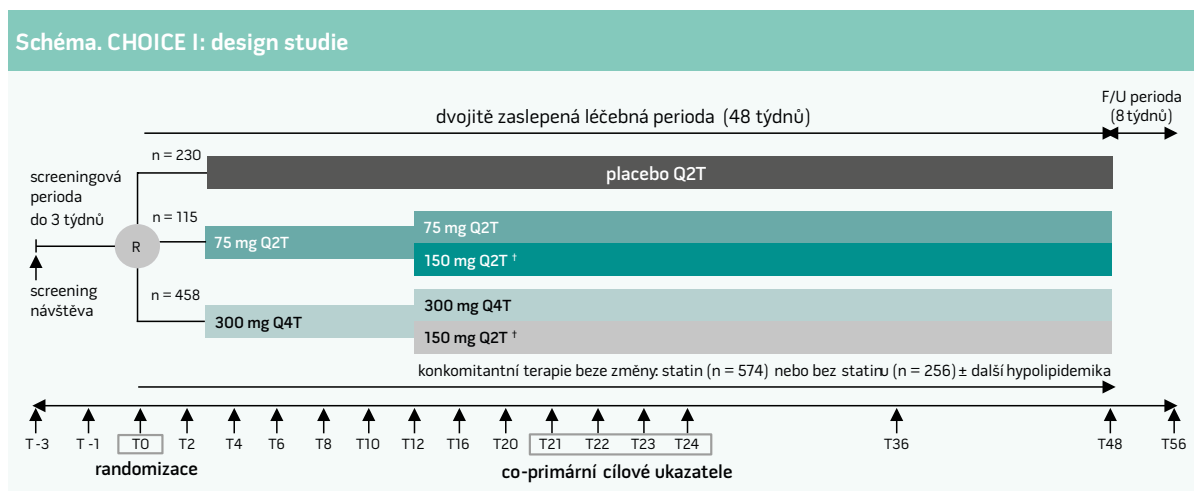 Schéma. CHOICE I: design studie
dvojitě zaslepená léčebná perioda (48 týdnů)
F/U perioda
(8 týdnů)
n = 230
placebo Q2T
screeningová
perioda
do 3 týdnů
n = 115
R
75 mg Q2T
75 mg Q2T
150 mg Q2T †
screening
návštěva
n = 458
300 mg Q4T
300 mg Q4T
150 mg Q2T †
konkomitantní terapie beze změny: statin (n = 574) nebo bez statinu (n = 256) ± další hypolipidemika
T -3 T -1 T0 T2 T4 T6 T8 T10 T12 T16 T20 T21 T22 T23 T24 T36 T48 T56
randomizace
co-primární cílové ukazatele